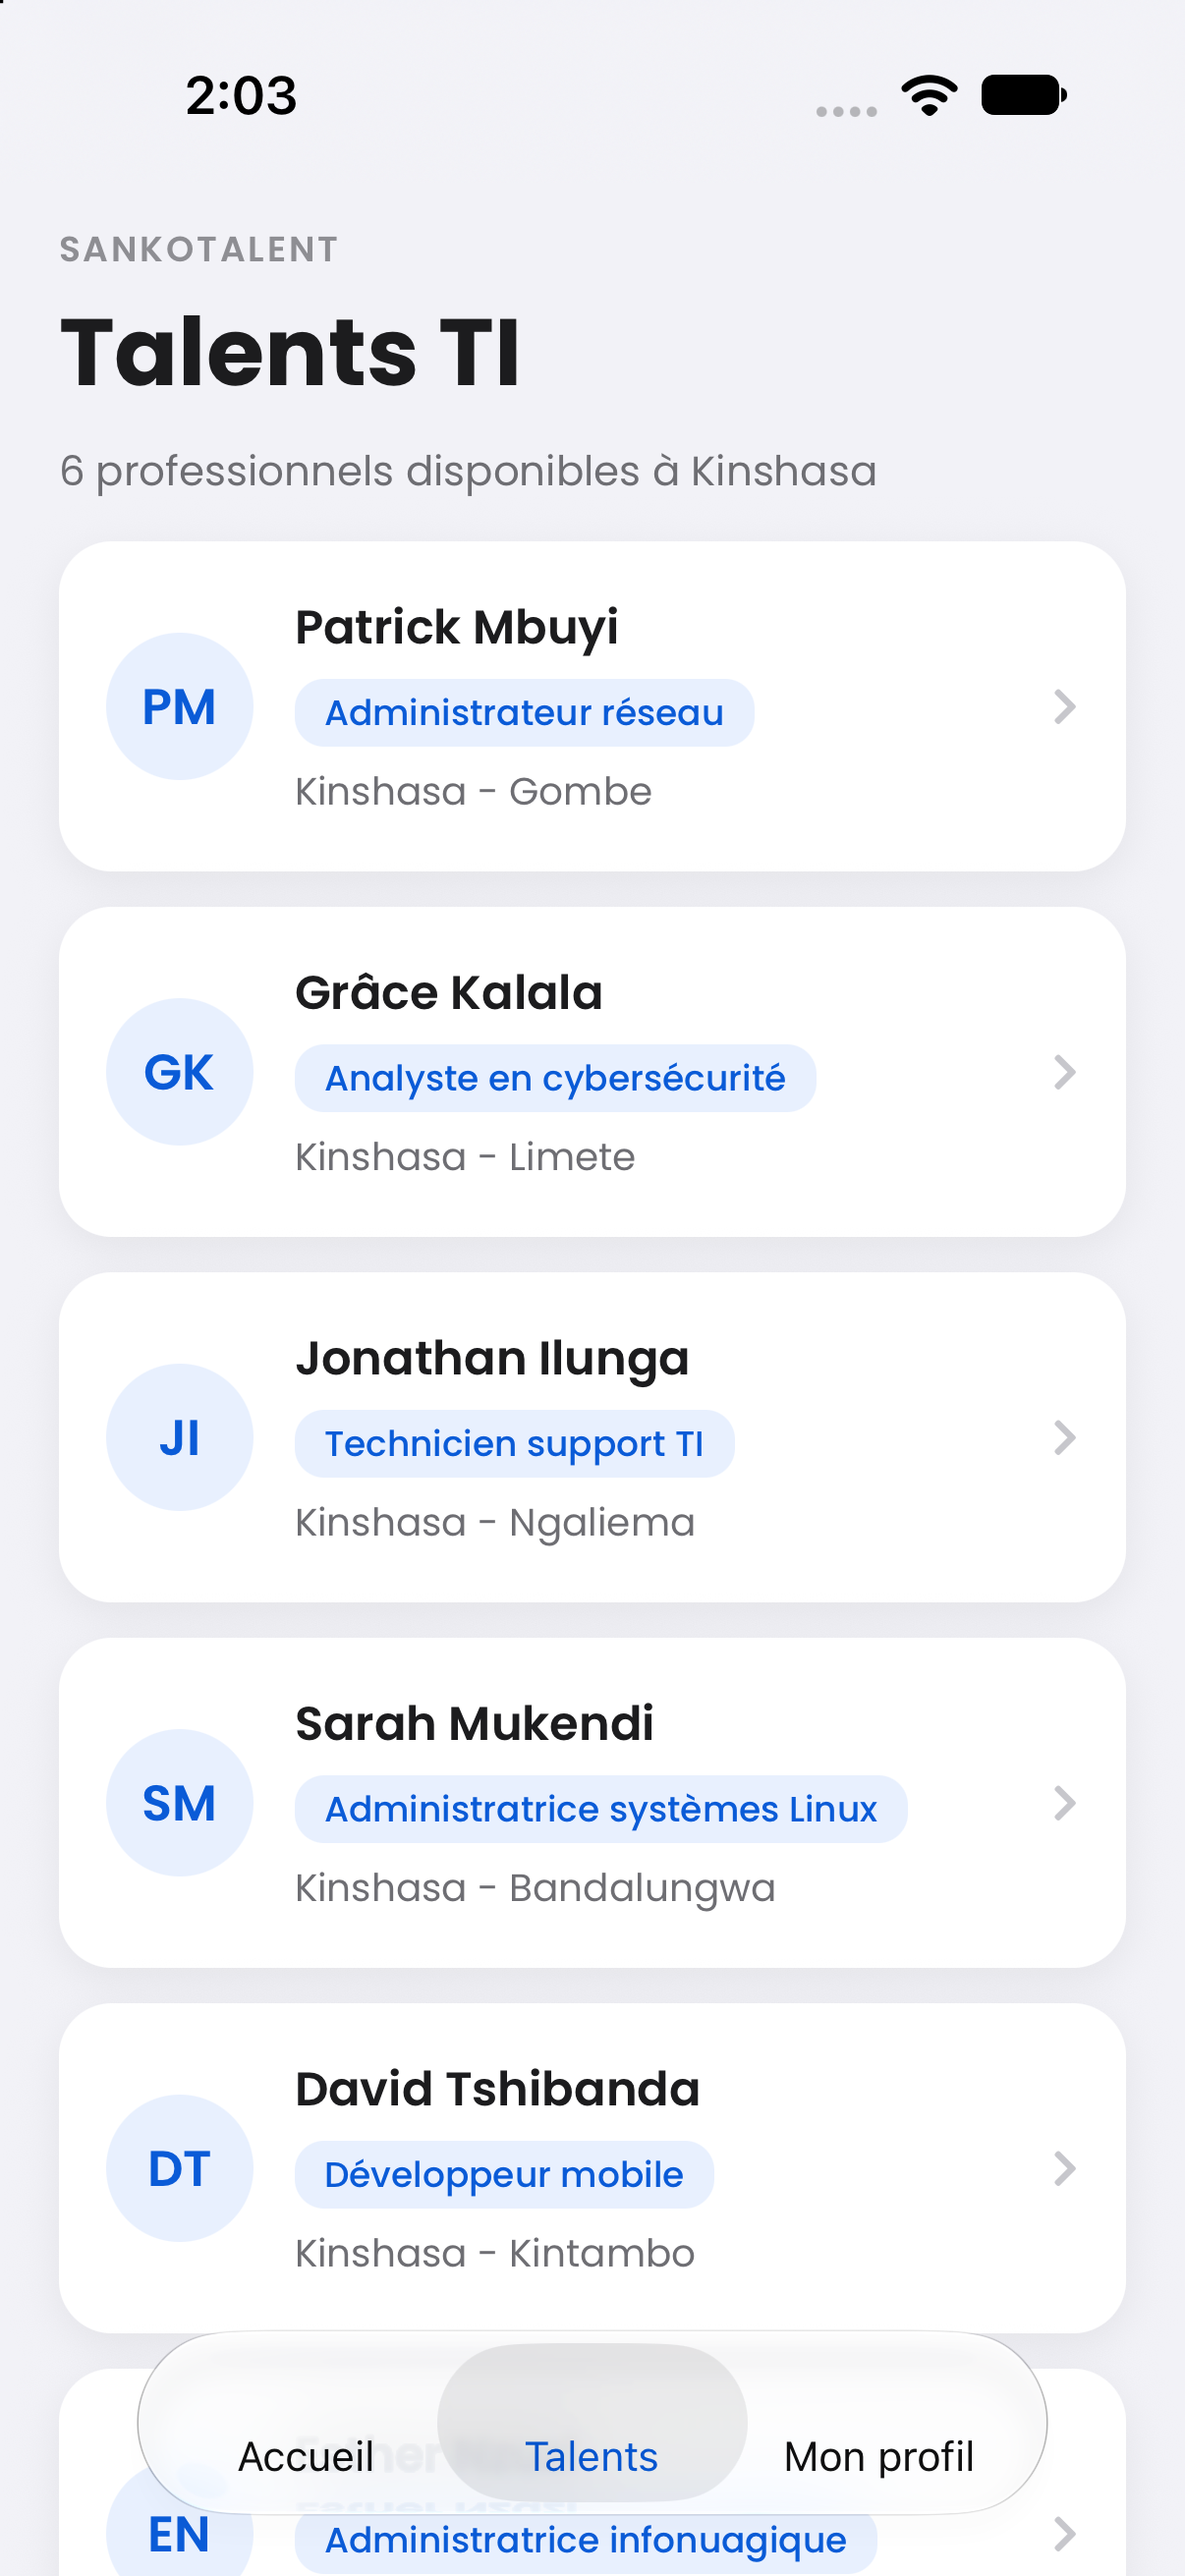 2:03
SANKOTALENT
Talents TI
6 professionnels disponibles à Kinshasa
PM
Patrick Mbuyi
Administrateur réseau
Kinshasa - Gombe
GK
Grâce Kalala
Analyste en cybersécurité
Kinshasa - Limete
JI
Jonathan Ilunga
Technicien support TI
Kinshasa - Ngaliema
SM
Sarah Mukendi
Administratrice systèmes Linux
Kinshasa - Bandalungwa
DT
David Tshibanda
Développeur mobile
Kinshasa - Kintambo
Accueil
Talents
Mon profil
EN
Administratrice infonuagique